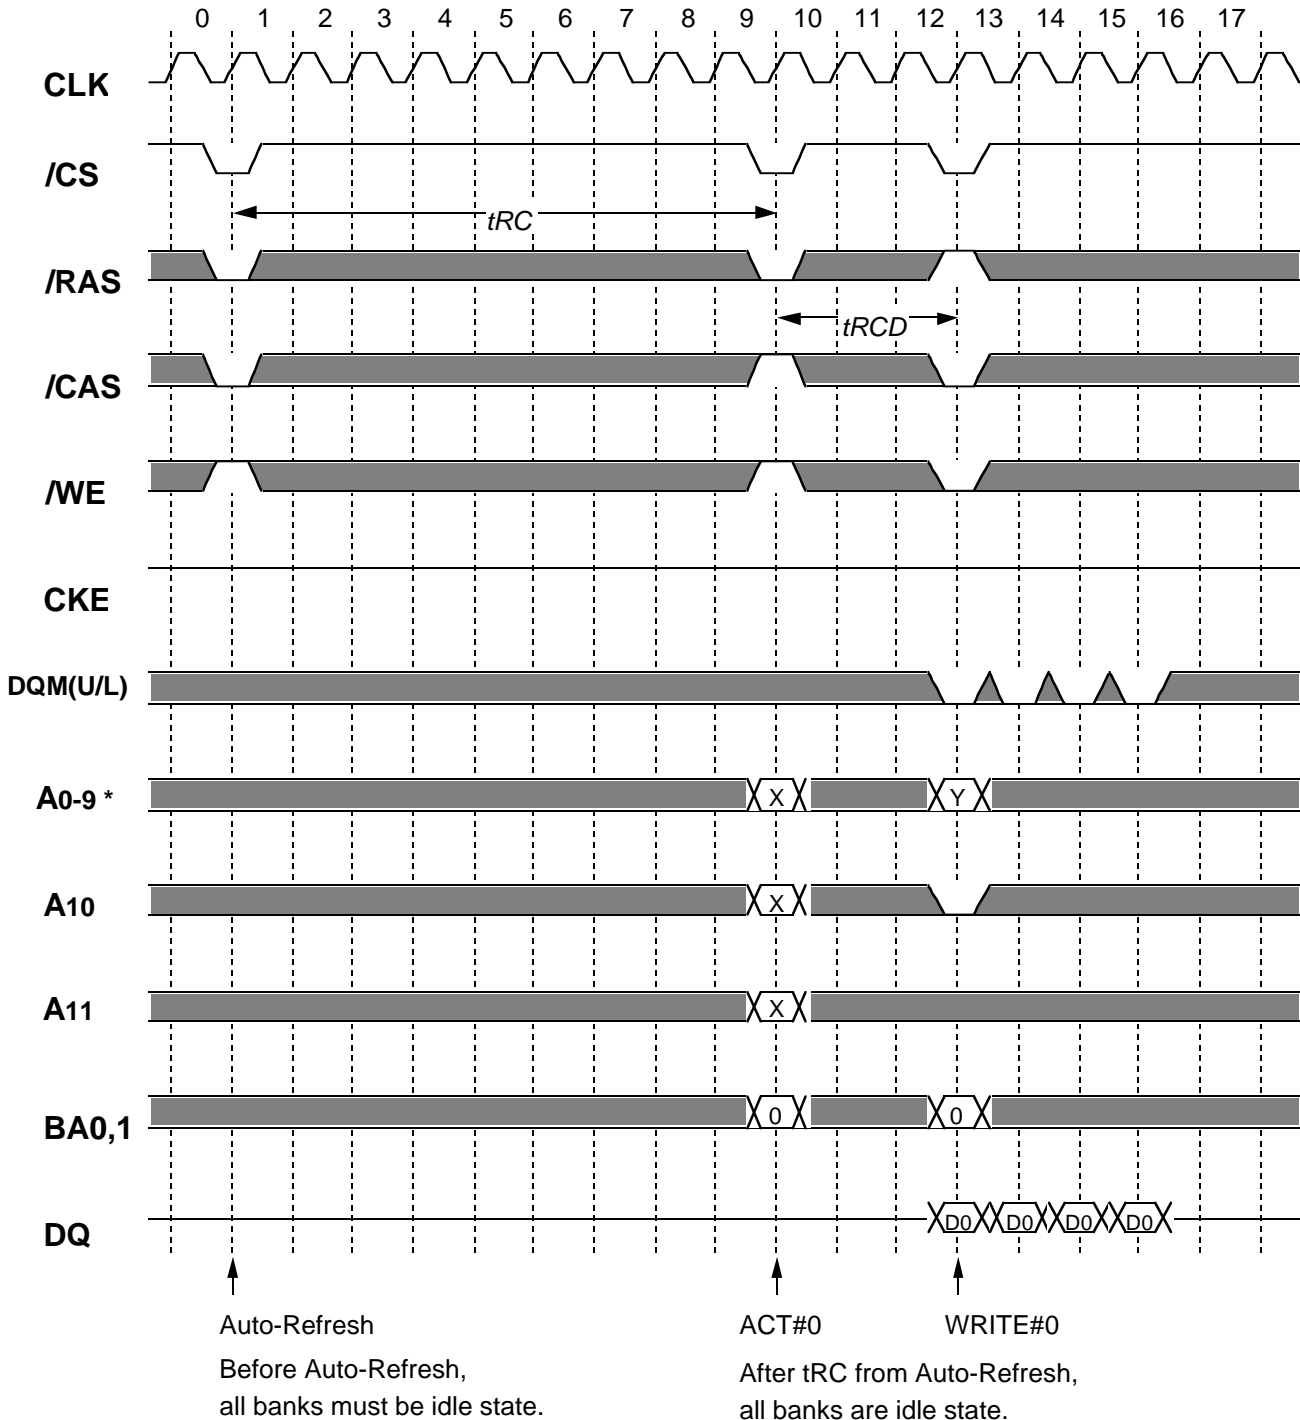 0 1 2 3 4 5 6 7 8 9 10 11 12 13 14 15 16 17
CLK
/CS
tRC
/RAS
tRCD
/CAS
/WE
CKE
DQM(U/L)
A0-9 * X Y
A10 X
A11 X
BA0,1 0 0
DQ D0 D0 D0 D0
Auto-Refresh
Before Auto-Refresh,
all banks must be idle state.
ACT#0 WRITE#0
After tRC from Auto-Refresh,
all banks are idle state.